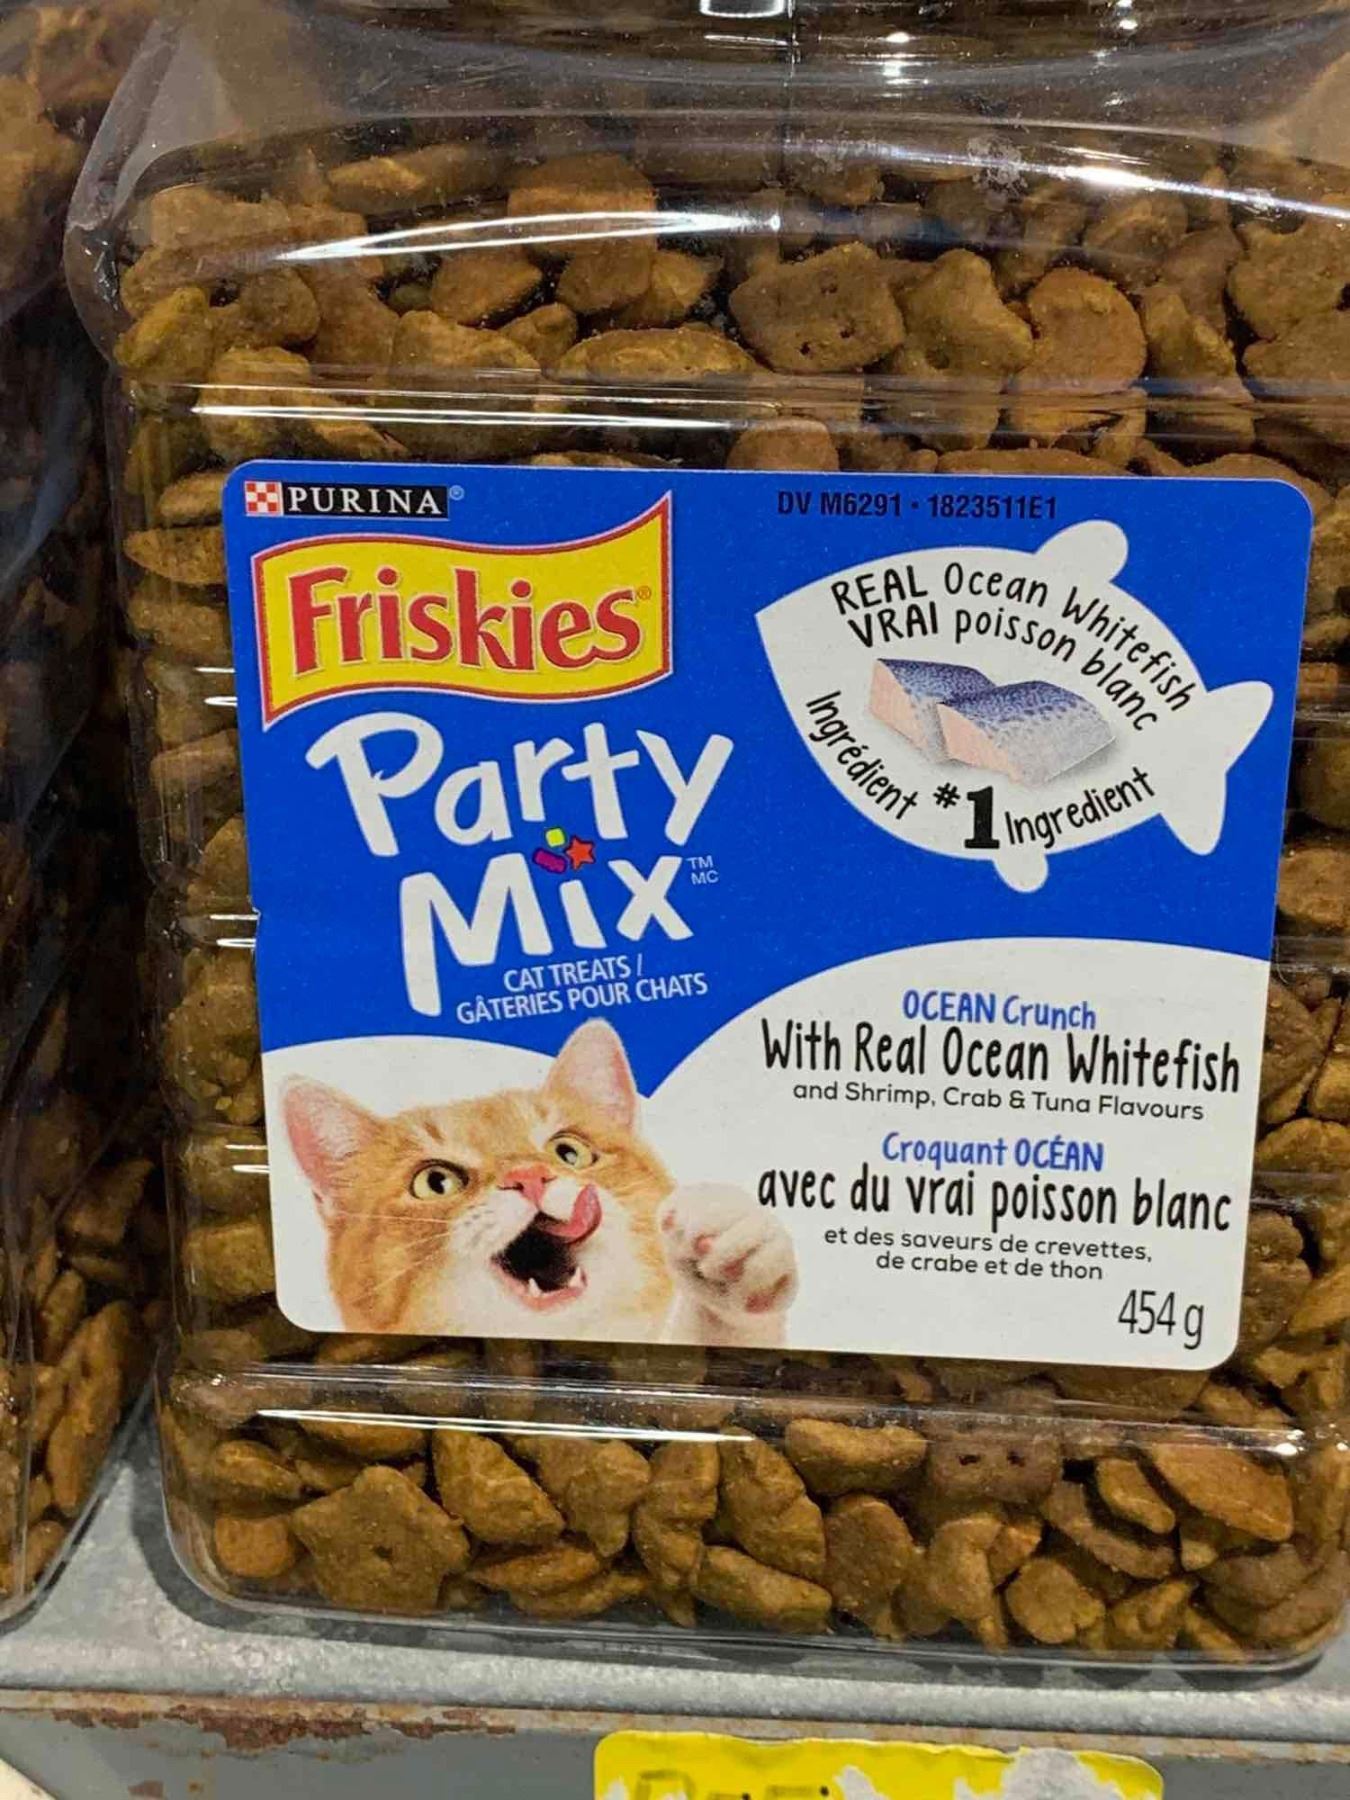 PURINA®
Friskies®
Party
Mix™
MC
CAT TREATS /
GÂTERIES POUR CHATS
DV M6291 • 1823511E1
REAL Ocean Whitefish
VRAI poisson blanc
Ingrédient #1 Ingredient
OCEAN Crunch
With Real Ocean Whitefish
and Shrimp, Crab & Tuna Flavours
Croquant OCÉAN
avec du vrai poisson blanc
et des saveurs de crevettes,
de crabe et de thon
454 g